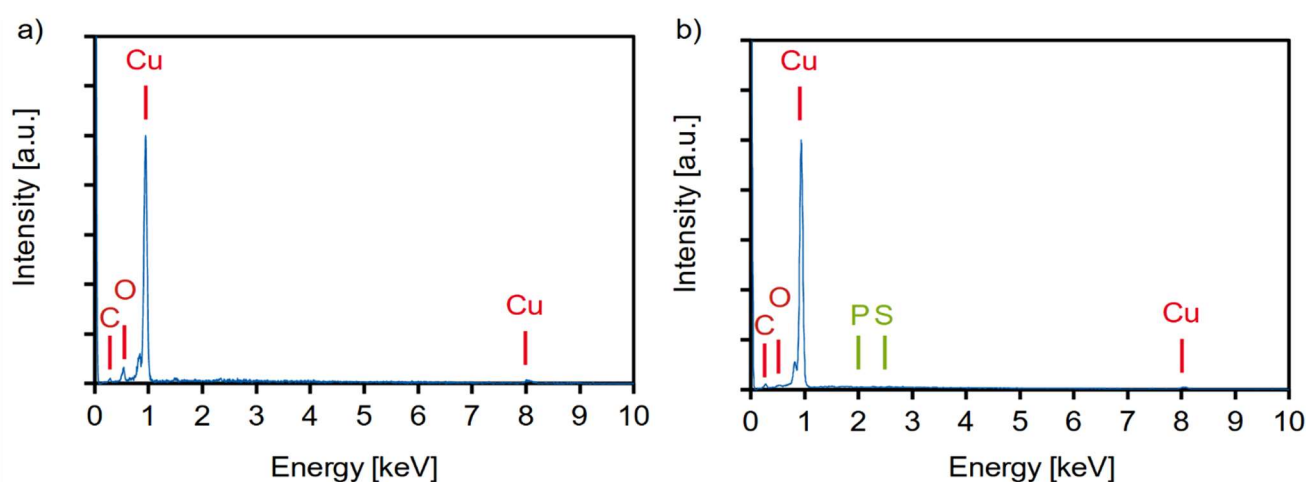 a)
Cu
O
C
Cu
Intensity [a.u.]
0 1 2 3 4 5 6 7 8 9 10
Energy [keV]
b)
Cu
O
C
P S
Cu
Intensity [a.u.]
0 1 2 3 4 5 6 7 8 9 10
Energy [keV]